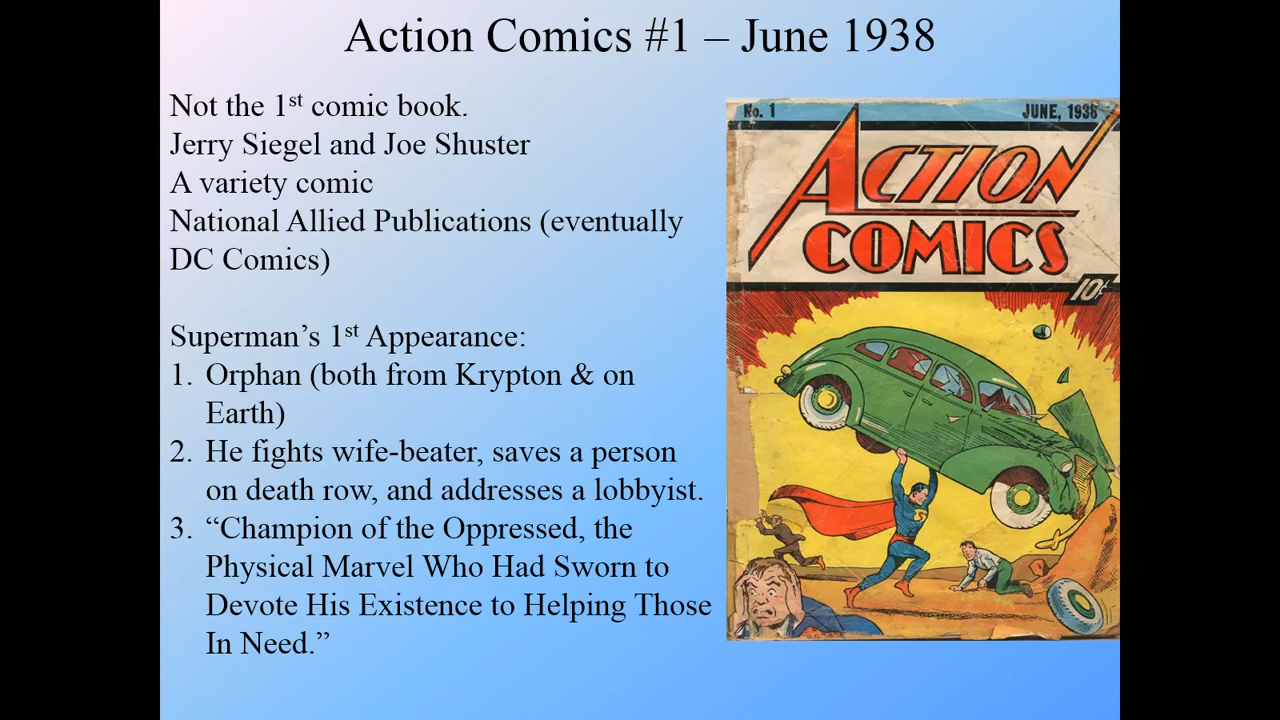 Action Comics #1 – June 1938
Not the 1st comic book.
Jerry Siegel and Joe Shuster
A variety comic
National Allied Publications (eventually
DC Comics)
Superman’s 1st Appearance:
1. Orphan (both from Krypton & on
Earth)
2. He fights wife-beater, saves a person
on death row, and addresses a lobbyist.
3. “Champion of the Oppressed, the
Physical Marvel Who Had Sworn to
Devote His Existence to Helping Those
In Need.”
No. 1
JUNE, 1938
ACTION
COMICS
10¢
S